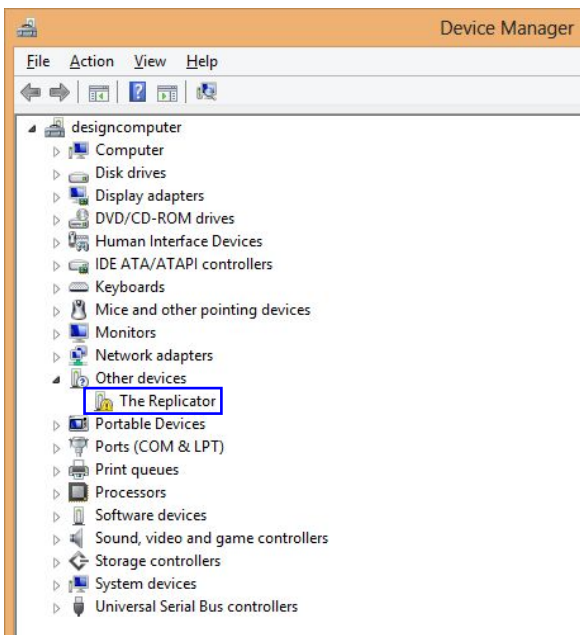 Device Manager
File Action View Help
designcomputer
Computer
Disk drives
Display adapters
DVD/CD-ROM drives
Human Interface Devices
IDE ATA/ATAPI controllers
Keyboards
Mice and other pointing devices
Monitors
Network adapters
Other devices
The Replicator
Portable Devices
Ports (COM & LPT)
Print queues
Processors
Software devices
Sound, video and game controllers
Storage controllers
System devices
Universal Serial Bus controllers